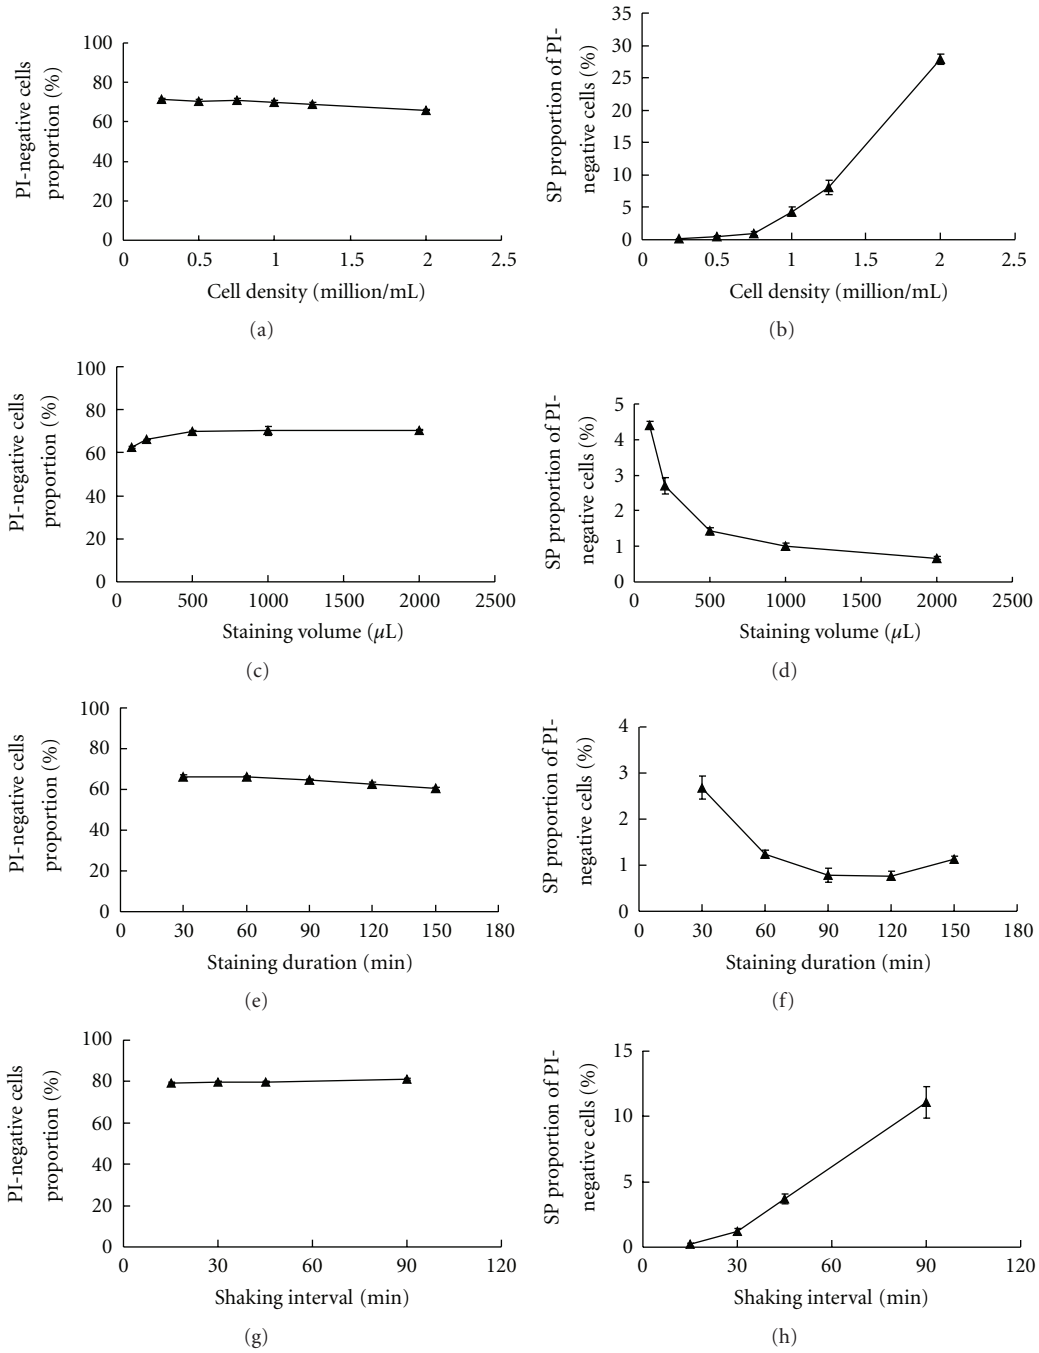 PI-negative cells
proportion (%)
100
80
60
40
20
0
0 0.5 1 1.5 2 2.5
Cell density (million/mL)
(a)
SP proportion of PI-
negative cells (%)
35
30
25
20
15
10
5
0
0 0.5 1 1.5 2 2.5
Cell density (million/mL)
(b)
PI-negative cells
proportion (%)
100
80
60
40
20
0
0 500 1000 1500 2000 2500
Staining volume (μL)
(c)
SP proportion of PI-
negative cells (%)
5
4
3
2
1
0
0 500 1000 1500 2000 2500
Staining volume (μL)
(d)
PI-negative cells
proportion (%)
100
80
60
40
20
0
0 30 60 90 120 150 180
Staining duration (min)
(e)
SP proportion of PI-
negative cells (%)
4
3
2
1
0
0 30 60 90 120 150 180
Staining duration (min)
(f)
PI-negative cells
proportion (%)
100
80
60
40
20
0
0 30 60 90 120
Shaking interval (min)
(g)
SP proportion of PI-
negative cells (%)
15
10
5
0
0 30 60 90 120
Shaking interval (min)
(h)